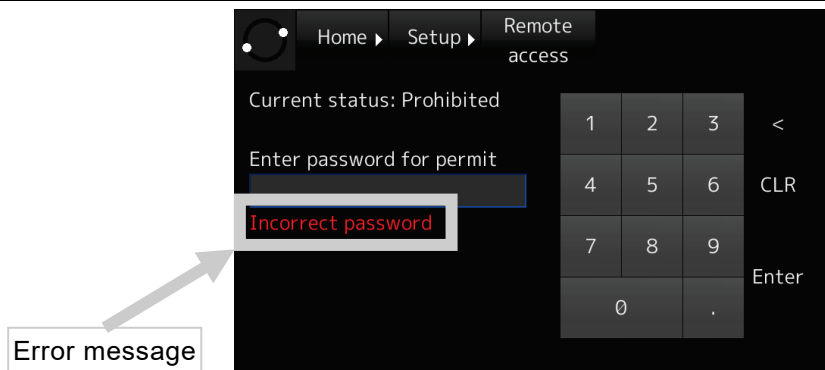 Home Setup Remote access
Current status: Prohibited
Enter password for permit
Incorrect password
1 2 3 <
4 5 6 CLR
7 8 9
Enter
0 .
Error message